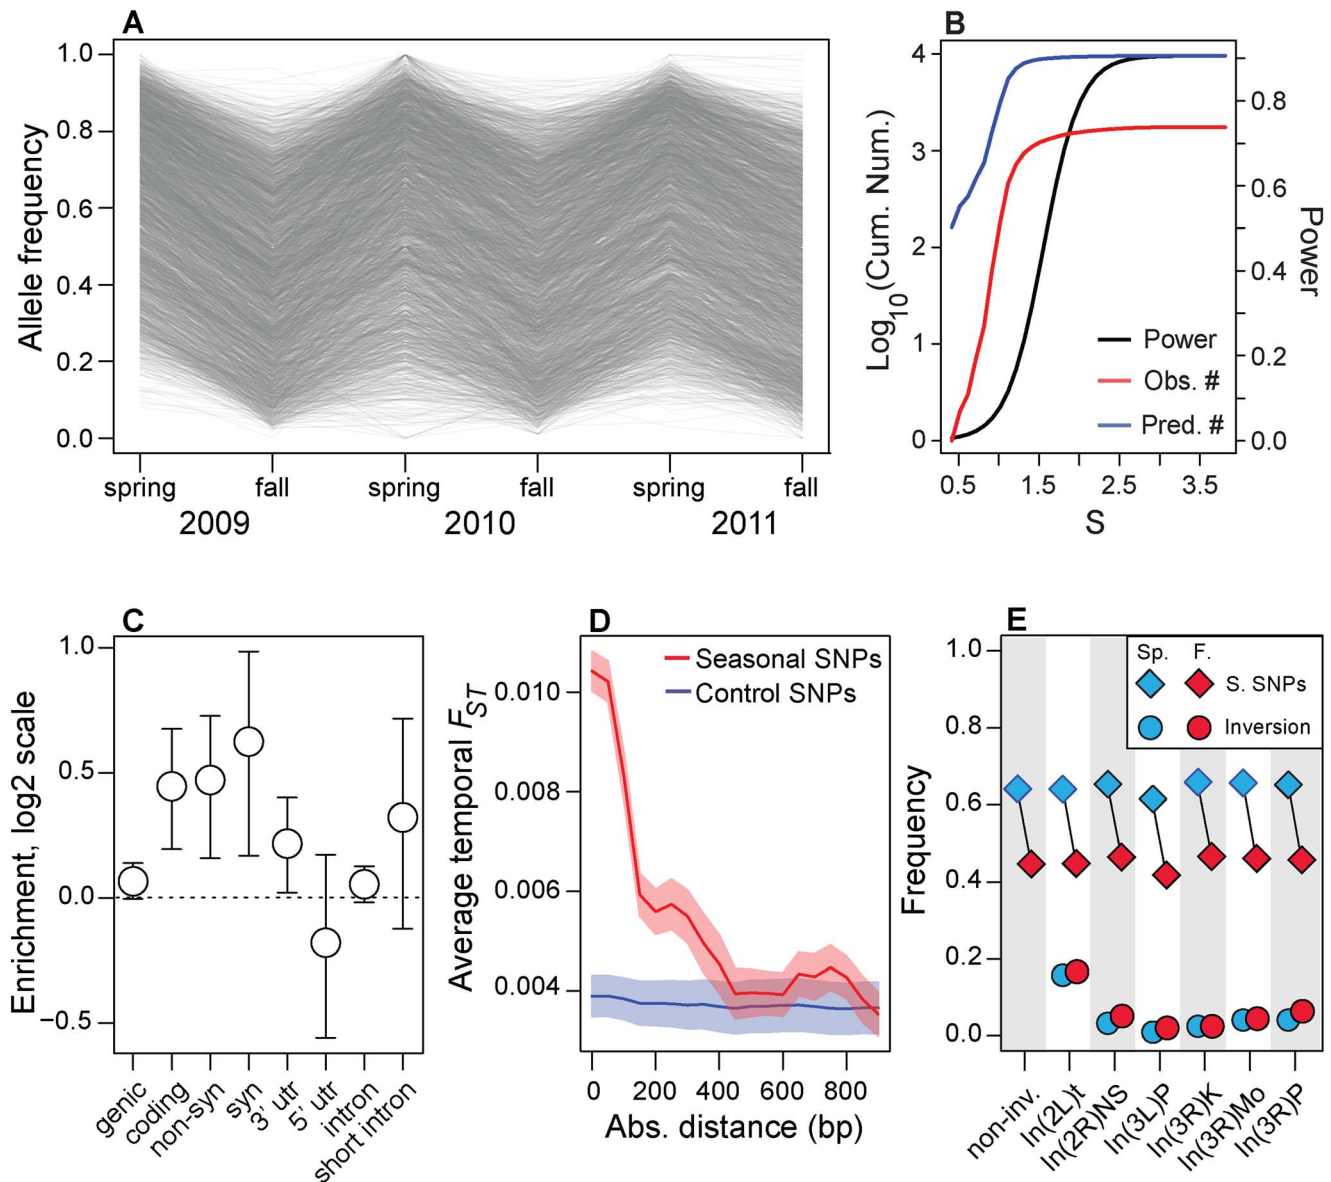 A
Allele frequency
1.0
0.8
0.6
0.4
0.2
0.0
spring fall spring fall spring fall
2009 2010 2011
B
Log10(Cum. Num.)
4
3
2
1
0
Power
Obs. #
Pred. #
0.8
0.6
0.4
0.2
0.0
Power
0.5 1.5 2.5 3.5
S
C
Enrichment, log2 scale
1.0
0.5
0.0
−0.5
genic coding non-syn syn 3' utr 5' utr intron short intron
D
Average temporal FST
Seasonal SNPs
Control SNPs
0.010
0.008
0.006
0.004
0 200 400 600 800
Abs. distance (bp)
E
Frequency
1.0
0.8
0.6
0.4
0.2
0.0
Sp. F.
S. SNPs
Inversion
non-inv. In(2L)t In(2R)NS In(3L)P In(3R)K In(3R)Mo In(3R)P